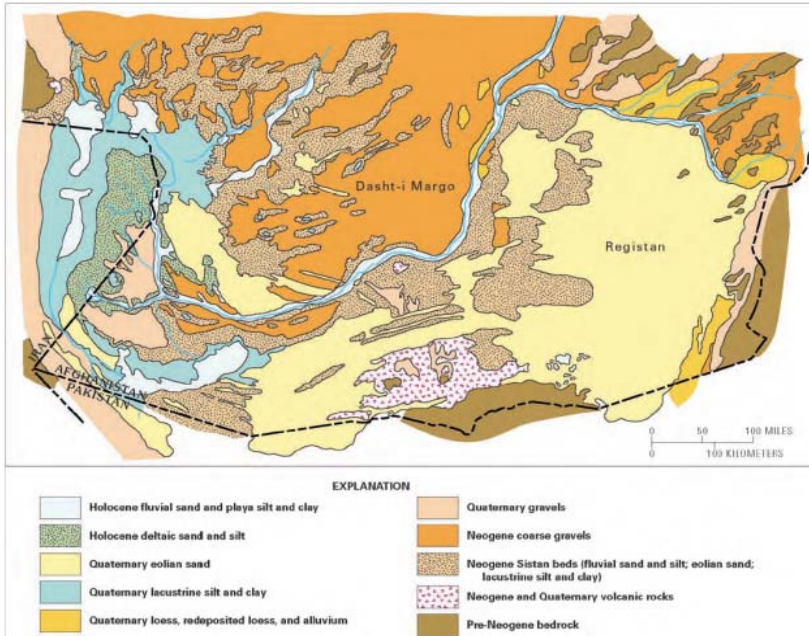 Dasht-i Margo
Registan
IRAN
AFGHANISTAN
PAKISTAN
0 50 100 MILES
0 100 KILOMETERS
EXPLANATION
Holocene fluvial sand and playa silt and clay
Holocene deltaic sand and silt
Quaternary eolian sand
Quaternary lacustrine silt and clay
Quaternary loess, redeposited loess, and alluvium
Quaternary gravels
Neogene coarse gravels
Neogene Sistan beds (fluvial sand and silt; eolian sand;
lacustrine silt and clay)
Neogene and Quaternary volcanic rocks
Pre-Neogene bedrock